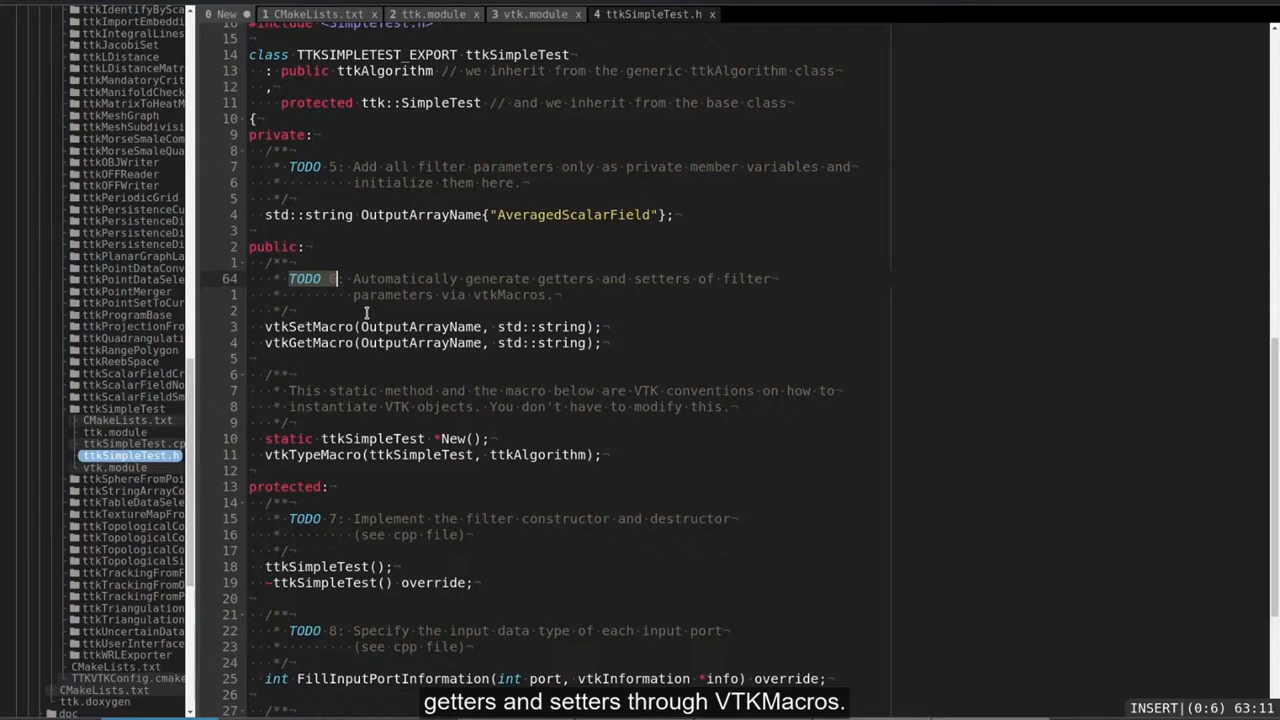 0 New
1 CMakeLists.txt x
2 ttk.module x
3 vtk.module x
4 ttkSimpleTest.h x
ttkIdentifyBySca
ttkImportEmbeddi
ttkIntegralLines
ttkJacobiSet
ttkLDistance
ttkLDistanceMatr
ttkMandatoryCrit
ttkManifoldCheck
ttkMatrixToHeatM
ttkMeshGraph
ttkMeshSubdivisi
ttkMorseSmaleCom
ttkMorseSmaleQua
ttkOBJWriter
ttkOFFReader
ttkOFFWriter
ttkPeriodicGrid
ttkPersistenceCu
ttkPersistenceDi
ttkPersistenceDi
ttkPersistenceDi
ttkPlanarGraphLa
ttkPointDataConv
ttkPointDataSele
ttkPointMerger
ttkPointSetToCur
ttkProgramBase
ttkProjectionFro
ttkQuadrangulati
ttkRangePolygon
ttkReebSpace
ttkScalarFieldCr
ttkScalarFieldNo
ttkScalarFieldSm
ttkSimpleTest
CMakeLists.txt
ttk.module
ttkSimpleTest.cp
ttkSimpleTest.h
vtk.module
ttkSphereFromPoi
ttkStringArrayCo
ttkTableDataSele
ttkTextureMapFro
ttkTopologicalCo
ttkTopologicalCo
ttkTopologicalSi
ttkTrackingFromF
ttkTrackingFromO
ttkTrackingFromP
ttkTriangulation
ttkTriangulation
ttkUncertainData
ttkUserInterface
ttkWRLExporter
CMakeLists.txt
TTKVTKConfig.cmake
CMakeLists.txt
ttk.doxygen
doc
16 #include <SimpleTest.h>
15 ¬
14 class TTKSIMPLETEST_EXPORT ttkSimpleTest¬
13 : public ttkAlgorithm // we inherit from the generic ttkAlgorithm class¬
12 ,¬
11 protected ttk::SimpleTest // and we inherit from the base class¬
10 {¬
9 private:¬
8 /**¬
7 * TODO 5: Add all filter parameters only as private member variables and¬
6 *·········initialize them here.¬
5 */¬
4 std::string OutputArrayName{"AveragedScalarField"};¬
3 ¬
2 public:¬
1 /**¬
64 * TODO 6: Automatically generate getters and setters of filter¬
1 *·········parameters via vtkMacros.¬
2 */¬
3 vtkSetMacro(OutputArrayName, std::string);¬
4 vtkGetMacro(OutputArrayName, std::string);¬
5 ¬
6 /**¬
7 * This static method and the macro below are VTK conventions on how to¬
8 * instantiate VTK objects. You don't have to modify this.¬
9 */¬
10 static ttkSimpleTest *New();¬
11 vtkTypeMacro(ttkSimpleTest, ttkAlgorithm);¬
12 ¬
13 protected:¬
14 /**¬
15 * TODO 7: Implement the filter constructor and destructor¬
16 *·········(see cpp file)¬
17 */¬
18 ttkSimpleTest();¬
19 ~ttkSimpleTest() override;¬
20 ¬
21 /**¬
22 * TODO 8: Specify the input data type of each input port¬
23 *·········(see cpp file)¬
24 */¬
25 int FillInputPortInformation(int port, vtkInformation *info) override;¬
26
27 /**¬
getters and setters through VTKMacros.
INSERT|(0:6) 63:11